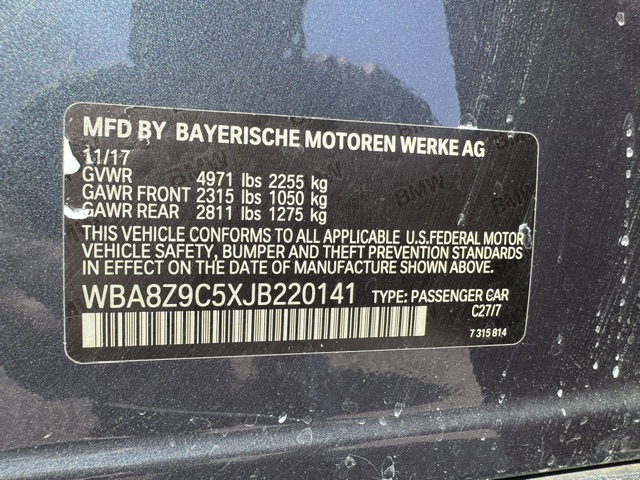 MFD BY BAYERISCHE MOTOREN WERKE AG
11/17
GVWR 4971 lbs 2255 kg
GAWR FRONT 2315 lbs 1050 kg
GAWR REAR 2811 lbs 1275 kg
THIS VEHICLE CONFORMS TO ALL APPLICABLE U.S.FEDERAL MOTOR
VEHICLE SAFETY, BUMPER AND THEFT PREVENTION STANDARDS
IN EFFECT ON THE DATE OF MANUFACTURE SHOWN ABOVE.
WBA8Z9C5XJB220141 TYPE: PASSENGER CAR
C27/7
7 315 814